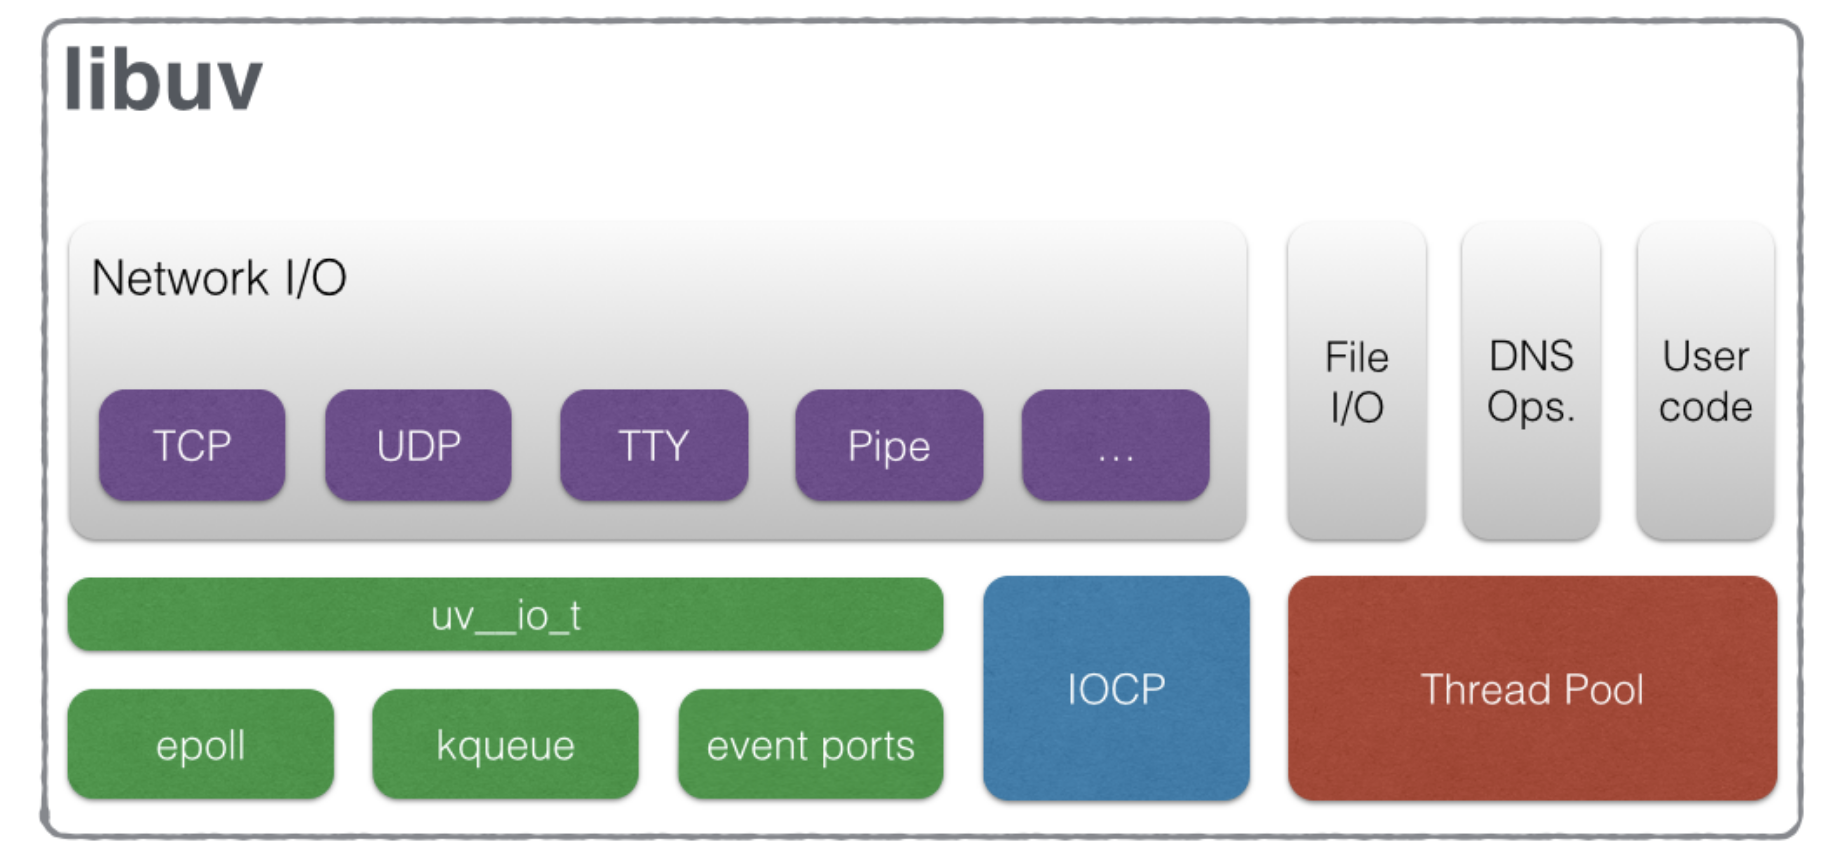 libuv
Network I/O
TCP
UDP
TTY
Pipe
...
File
I/O
DNS
Ops.
User
code
uv__io_t
epoll
kqueue
event ports
IOCP
Thread Pool